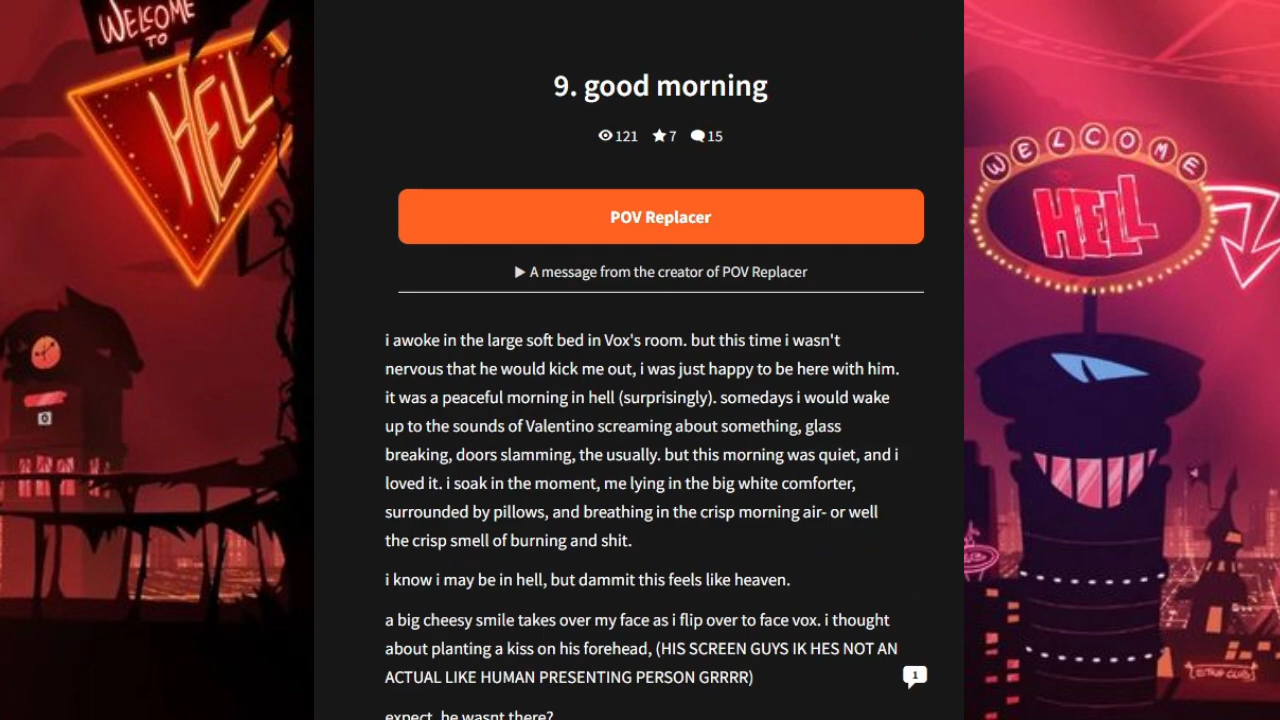 WELCOME
TO
HELL
9. good morning
121 7 15
POV Replacer
▶ A message from the creator of POV Replacer
i awoke in the large soft bed in Vox's room. but this time i wasn't
nervous that he would kick me out, i was just happy to be here with him.
it was a peaceful morning in hell (surprisingly). somedays i would wake
up to the sounds of Valentino screaming about something, glass
breaking, doors slamming, the usually. but this morning was quiet, and i
loved it. i soak in the moment, me lying in the big white comforter,
surrounded by pillows, and breathing in the crisp morning air- or well
the crisp smell of burning and shit.
i know i may be in hell, but dammit this feels like heaven.
a big cheesy smile takes over my face as i flip over to face vox. i thought
about planting a kiss on his forehead, (HIS SCREEN GUYS IK HES NOT AN
ACTUAL LIKE HUMAN PRESENTING PERSON GRRRR)
1
expect, he wasnt there?
WELCOME
TO
HELL